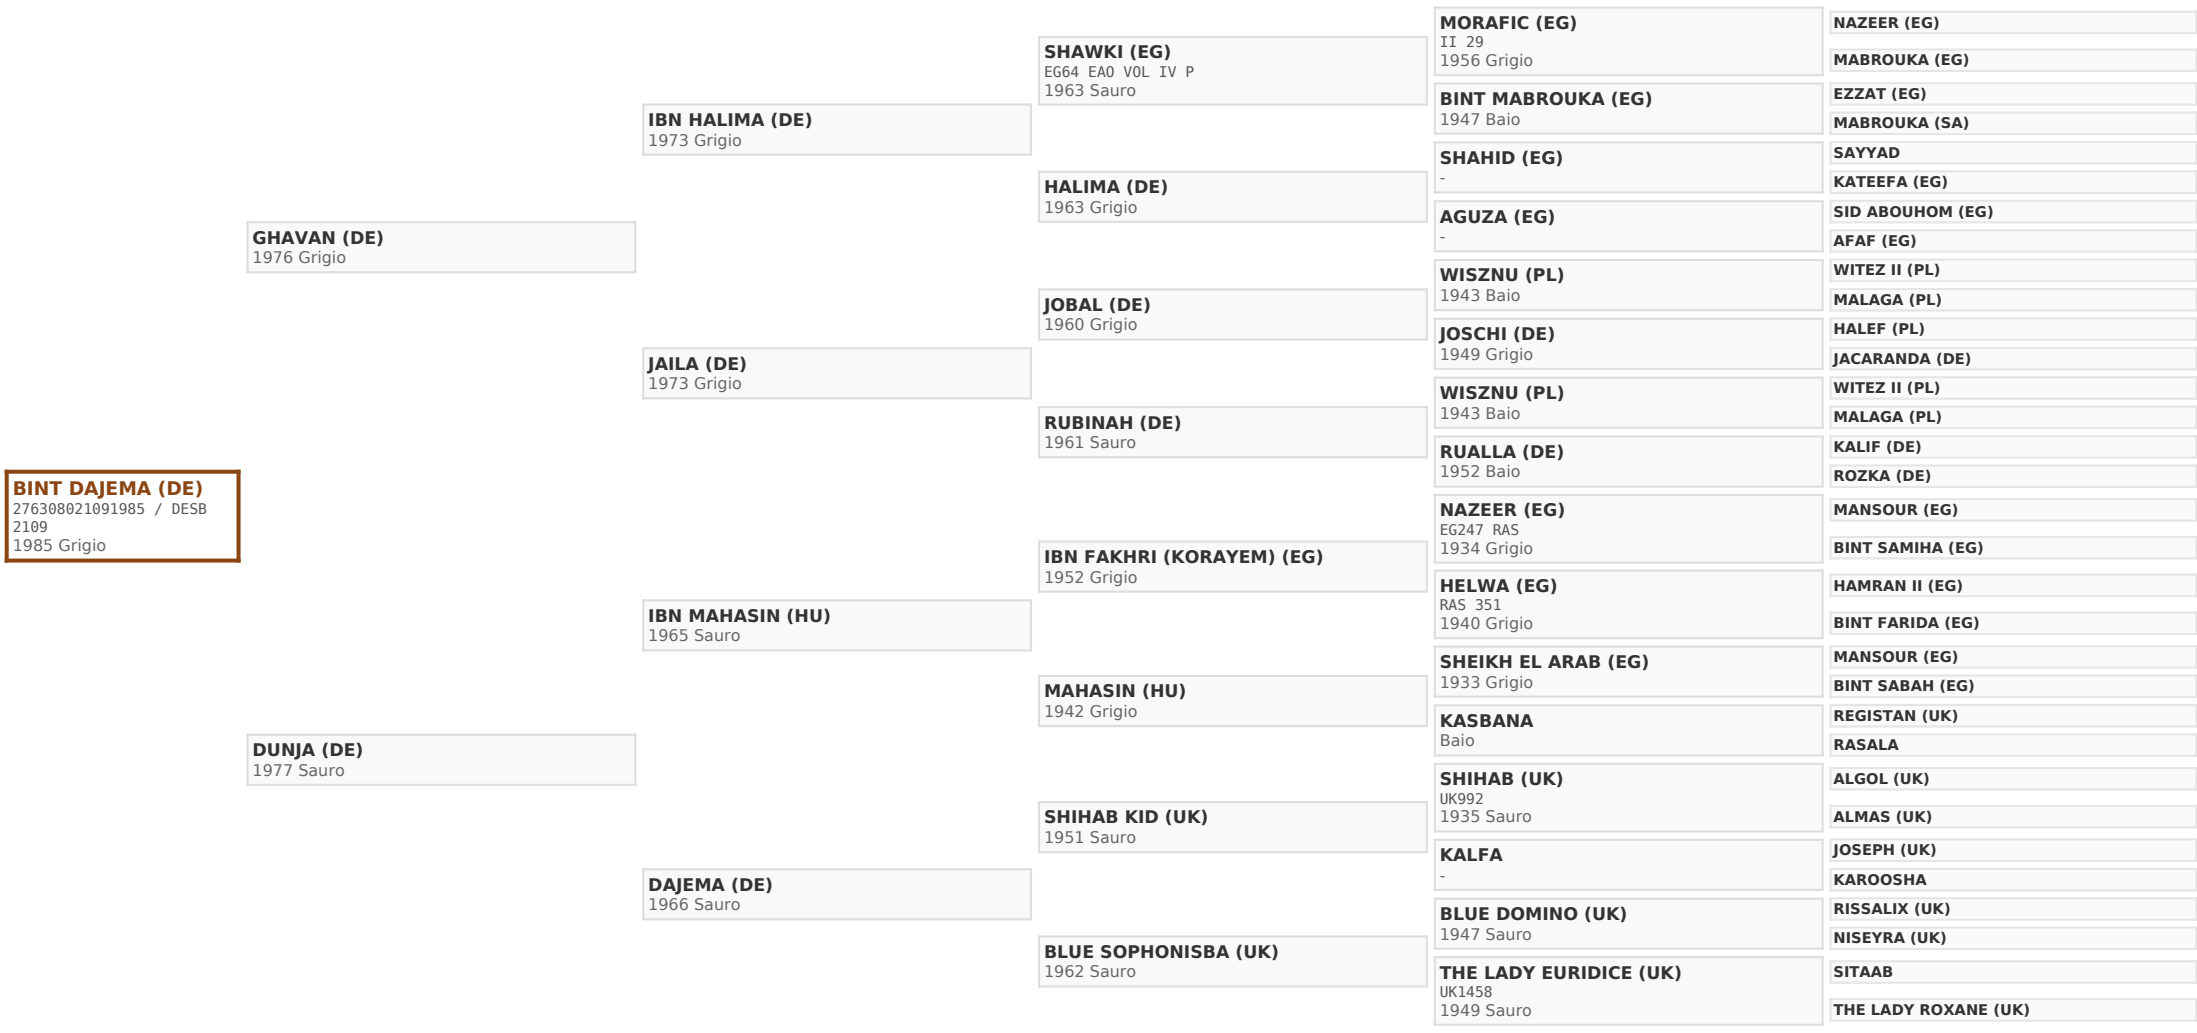 BINT DAJEMA (DE)
276308021091985 / DESB
2109
1985 Grigio
GHAVAN (DE)
1976 Grigio
DUNJA (DE)
1977 Sauro
IBN HALIMA (DE)
1973 Grigio
JAILA (DE)
1973 Grigio
IBN MAHASIN (HU)
1965 Sauro
DAJEMA (DE)
1966 Sauro
SHAWKI (EG)
EG64 EAO VOL IV P
1963 Sauro
HALIMA (DE)
1963 Grigio
JOBAL (DE)
1960 Grigio
RUBINAH (DE)
1961 Sauro
IBN FAKHRI (KORAYEM) (EG)
1952 Grigio
MAHASIN (HU)
1942 Grigio
SHIHAB KID (UK)
1951 Sauro
BLUE SOPHONISBA (UK)
1962 Sauro
MORAFIC (EG)
II 29
1956 Grigio
BINT MABROUKA (EG)
1947 Baio
SHAHID (EG)
-
AGUZA (EG)
-
WISZNU (PL)
1943 Baio
JOSCHI (DE)
1949 Grigio
WISZNU (PL)
1943 Baio
RUALLA (DE)
1952 Baio
NAZEER (EG)
EG247 RAS
1934 Grigio
HELWA (EG)
RAS 351
1940 Grigio
SHEIKH EL ARAB (EG)
1933 Grigio
KASBANA
Baio
SHIHAB (UK)
UK992
1935 Sauro
KALFA
-
BLUE DOMINO (UK)
1947 Sauro
THE LADY EURIDICE (UK)
UK1458
1949 Sauro
NAZEER (EG)
MABROUKA (EG)
EZZAT (EG)
MABROUKA (SA)
SAYYAD
KATEEFA (EG)
SID ABOUHOM (EG)
AFAF (EG)
WITEZ II (PL)
MALAGA (PL)
HALEF (PL)
JACARANDA (DE)
WITEZ II (PL)
MALAGA (PL)
KALIF (DE)
ROZKA (DE)
MANSOUR (EG)
BINT SAMIHA (EG)
HAMRAN II (EG)
BINT FARIDA (EG)
MANSOUR (EG)
BINT SABAH (EG)
REGISTAN (UK)
RASALA
ALGOL (UK)
ALMAS (UK)
JOSEPH (UK)
KAROOSHA
RISSALIX (UK)
NISEYRA (UK)
SITAAB
THE LADY ROXANE (UK)